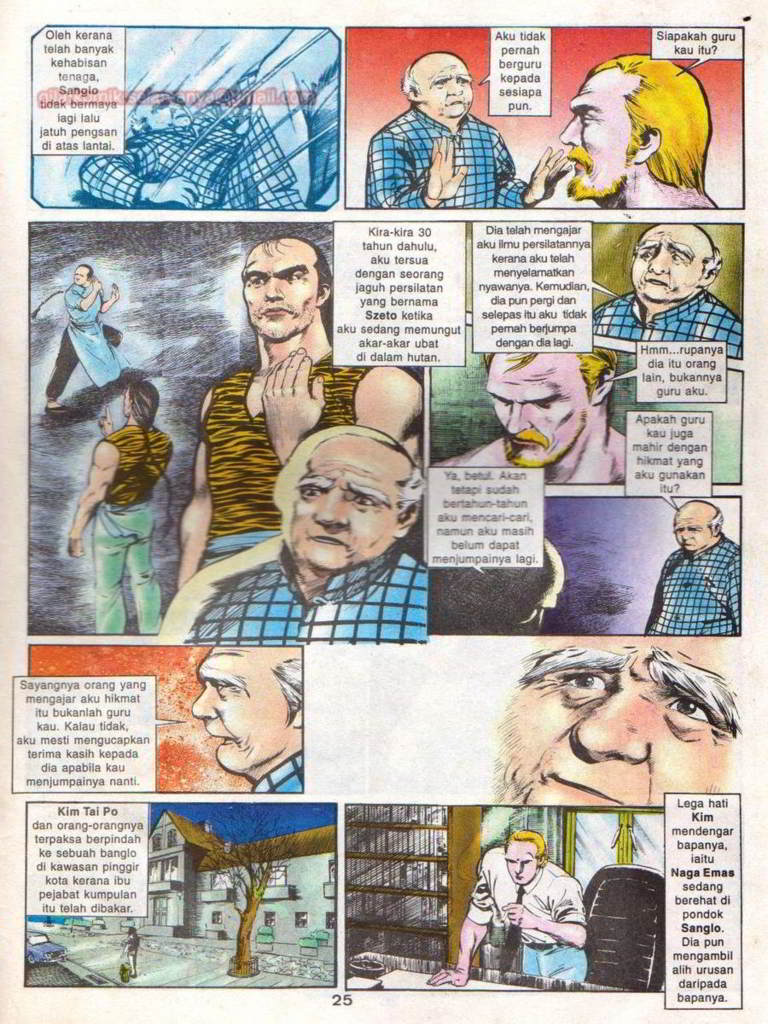 Oleh kerana
telah banyak
kehabisan
tenaga,
Sanglo
tidak bermaya
lagi lalu
jatuh pengsan
di atas lantai.
Aku tidak
pernah
berguru
kepada
sesiapa
pun.
Siapakah guru
kau itu?
Kira-kira 30
tahun dahulu,
aku tersua
dengan seorang
jaguh persilatan
yang bernama
Szeto ketika
aku sedang memungut
akar-akar ubat
di dalam hutan.
Dia telah mengajar
aku ilmu persilatannya
kerana aku telah
menyelamatkan
nyawanya. Kemudian,
dia pun pergi dan
selepas itu aku tidak
pernah berjumpa
dengan dia lagi.
Hmm...rupanya
dia itu orang
lain, bukannya
guru aku.
Apakah guru
kau juga
mahir dengan
hikmat yang
aku gunakan
itu?
Ya, betul. Akan
tetapi sudah
bertahun-tahun
aku mencari-cari,
namun aku masih
belum dapat
menjumpainya lagi.
Sayangnya orang yang
mengajar aku hikmat
itu bukanlah guru
kau. Kalau tidak,
aku mesti mengucapkan
terima kasih kepada
dia apabila kau
menjumpainya nanti.
Kim Tai Po
dan orang-orangnya
terpaksa berpindah
ke sebuah banglo
di kawasan pinggir
kota kerana ibu
pejabat kumpulan
itu telah dibakar.
Lega hati
Kim
mendengar
bapanya,
iaitu
Naga Emas
sedang
berehat di
pondok
Sanglo.
Dia pun
mengambil
alih urusan
daripada
bapanya.
25